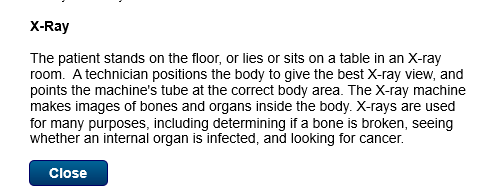 X-Ray
The patient stands on the floor, or lies or sits on a table in an X-ray
room.  A technician positions the body to give the best X-ray view, and
points the machine's tube at the correct body area. The X-ray machine
makes images of bones and organs inside the body. X-rays are used
for many purposes, including determining if a bone is broken, seeing
whether an internal organ is infected, and looking for cancer.
Close